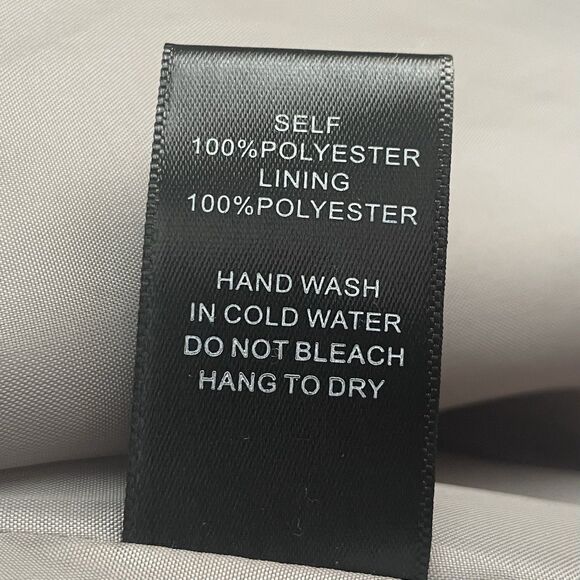 SELF
100%POLYESTER
LINING
100%POLYESTER
HAND WASH
IN COLD WATER
DO NOT BLEACH
HANG TO DRY